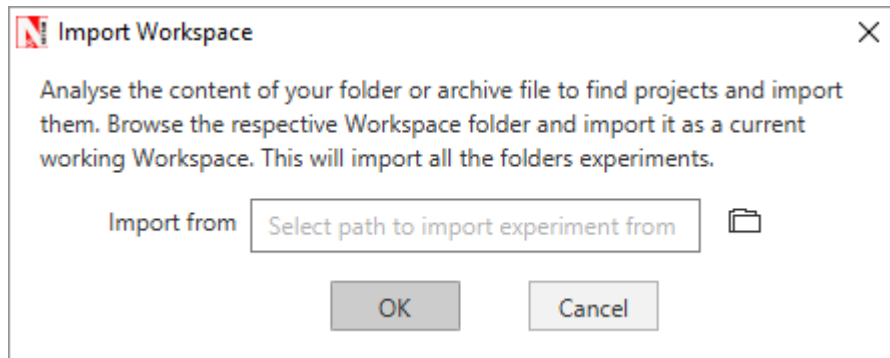 Import Workspace
Analyse the content of your folder or archive file to find projects and import
them. Browse the respective Workspace folder and import it as a current
working Workspace. This will import all the folders experiments.
Import from
Select path to import experiment from
OK
Cancel